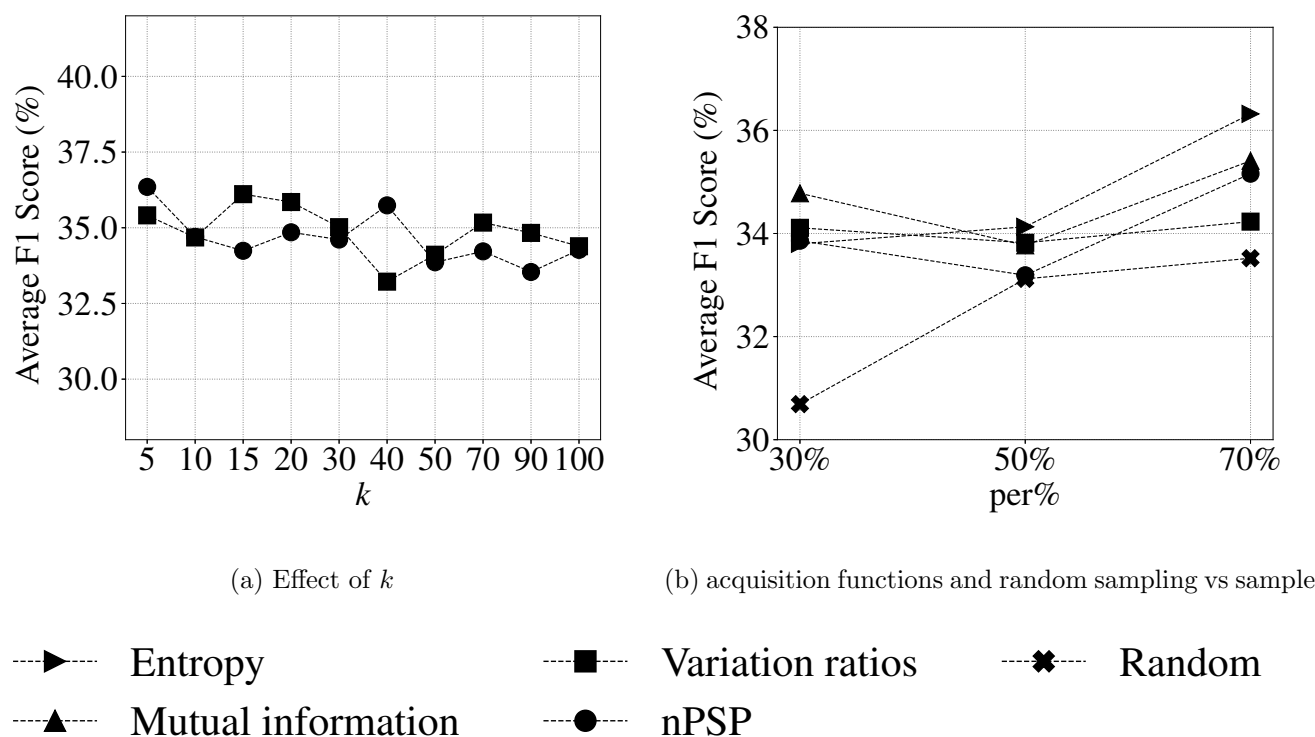 Average F1 Score (%)
40.0
37.5
35.0
32.5
30.0
5 10 15 20 30 40 50 70 90 100
k
(a) Effect of k
Average F1 Score (%)
38
36
34
32
30
30% 50% 70%
per%
(b) acquisition functions and random sampling vs sample
Entropy
Variation ratios
Random
Mutual information
nPSP